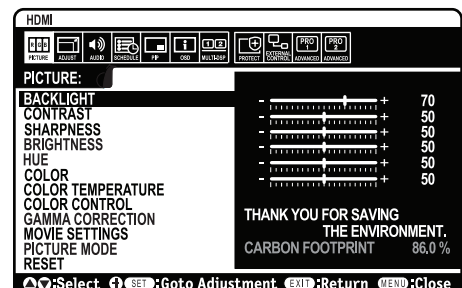 HDMI
RGB 12 PRO 1 PRO 2
PICTURE ADJUST AUDIO SCHEDULE PIP OSD MULTI-DSP PROTECT EXTERNAL CONTROL ADVANCED ADVANCED
PICTURE:
BACKLIGHT - + 70
CONTRAST - + 50
SHARPNESS - + 50
BRIGHTNESS - + 50
HUE - + 50
COLOR - + 50
COLOR TEMPERATURE
COLOR CONTROL
GAMMA CORRECTION
MOVIE SETTINGS
PICTURE MODE
RESET
THANK YOU FOR SAVING
THE ENVIRONMENT.
CARBON FOOTPRINT 86.0 %
:Select SET :Goto Adjustment EXIT:Return MENU:Close